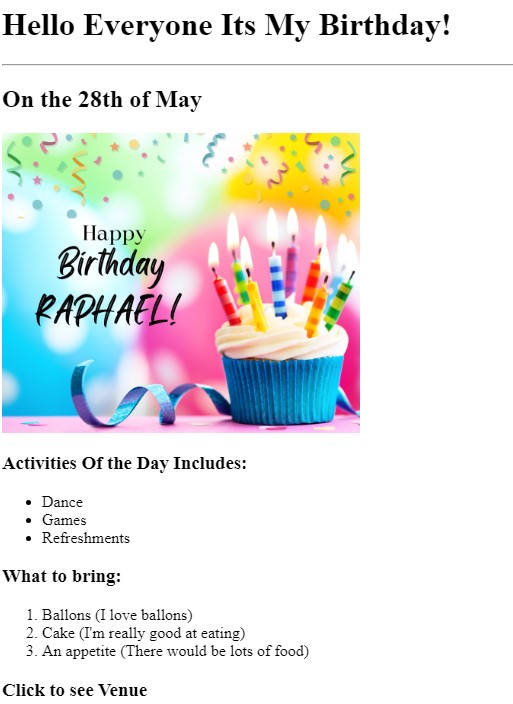 Hello Everyone Its My Birthday!
On the 28th of May
Happy
Birthday
RAPHAEL!
Activities Of the Day Includes:
• Dance
• Games
• Refreshments
What to bring:
1. Ballons (I love ballons)
2. Cake (I'm really good at eating)
3. An appetite (There would be lots of food)
Click to see Venue